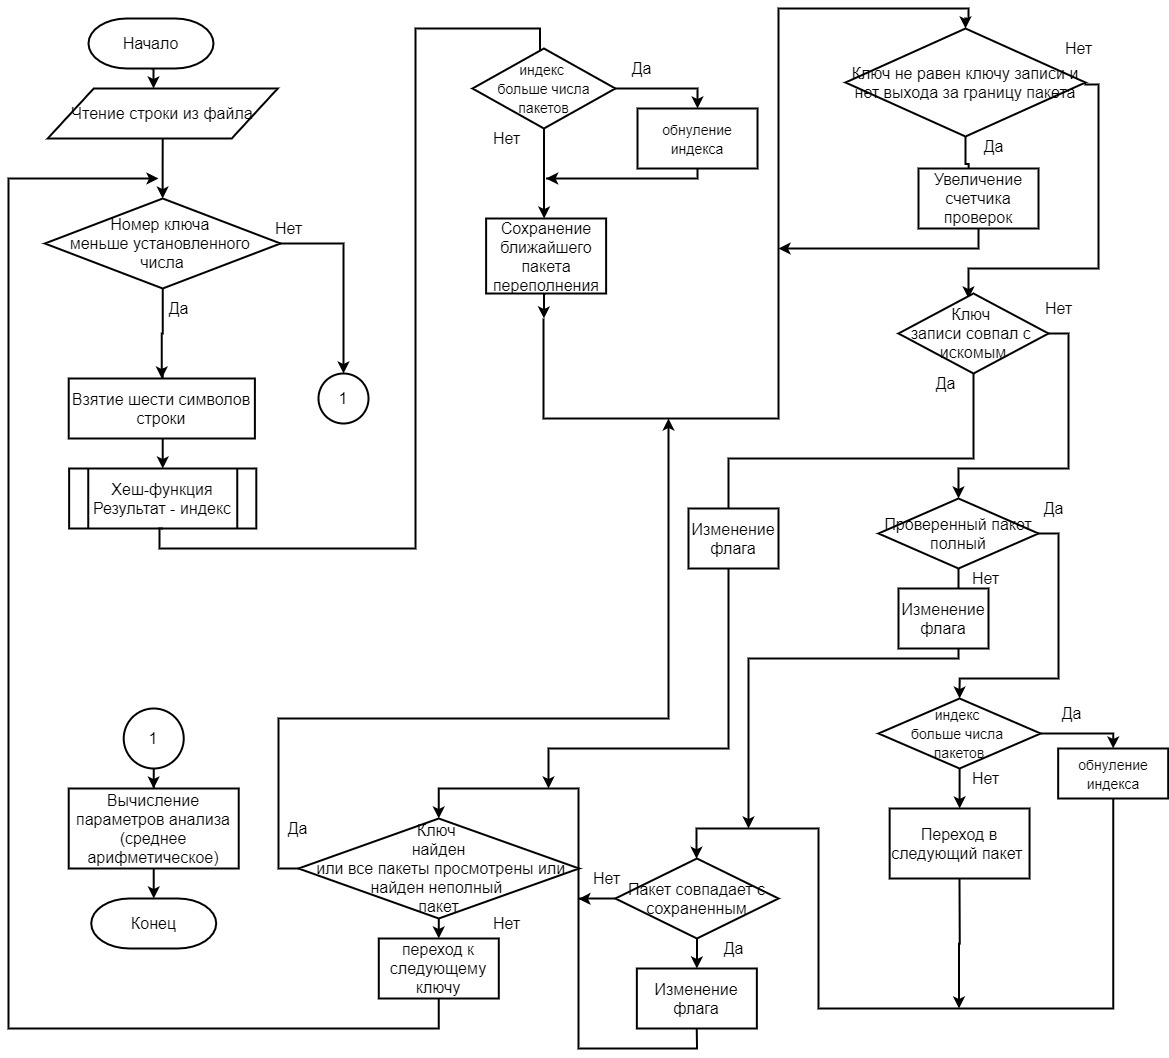 Начало
Чтение строки из файла
Номер ключа
меньше установленного
числа
Нет
Да
1
Взятие шести символов
строки
Хеш-функция
Результат - индекс
индекс
больше числа
пакетов
Да
Нет
обнуление
индекса
Сохранение
ближайшего
пакета
переполнения
Ключ не равен ключу записи и
нет выхода за границу пакета
Нет
Да
Увеличение
счетчика
проверок
Ключ
записи совпал с
искомым
Нет
Да
Изменение
флага
Проверенный пакет
полный
Да
Нет
Изменение
флага
индекс
больше числа
пакетов
Да
Нет
обнуление
индекса
Переход в
следующий пакет
Пакет совпадает с
сохраненным
Нет
Да
Изменение
флага
Ключ
найден
или все пакеты просмотрены или
найден неполный
пакет
Да
Нет
переход к
следующему
ключу
1
Вычисление
параметров анализа
(среднее
арифметическое)
Конец